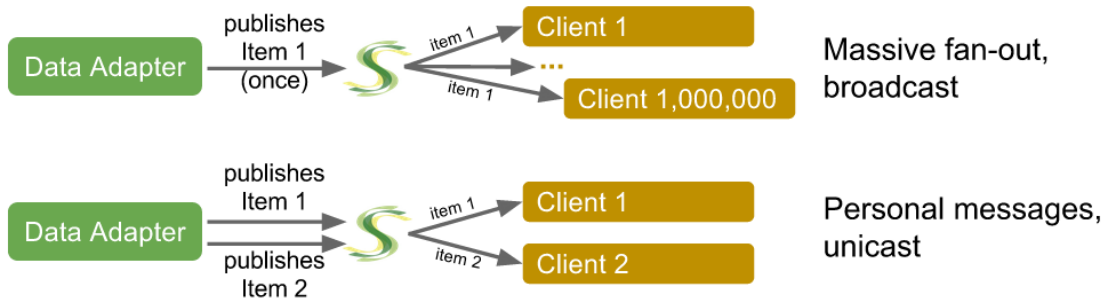 publishes
Item 1
(once)
Data Adapter
item 1
item 1
Client 1
...
Client 1,000,000
Massive fan-out,
broadcast
publishes
Item 1
Data Adapter
publishes
Item 2
item 1
item 2
Client 1
Client 2
Personal messages,
unicast